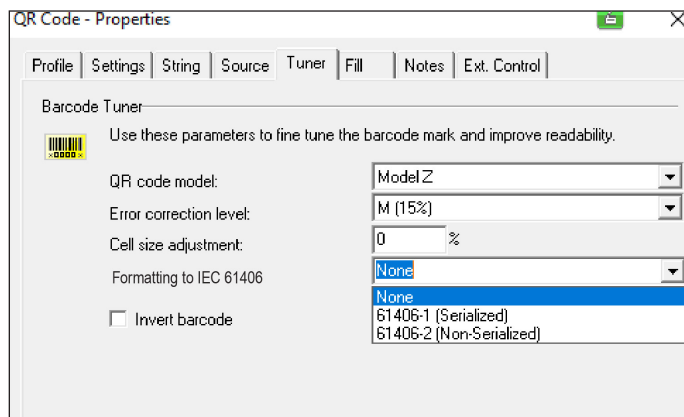 QR Code - Properties
Profile Settings String Source Tuner Fill Notes Ext. Control
Barcode Tuner
Use these parameters to fine tune the barcode mark and improve readability.
×0000×
QR code model: Model Z
Error correction level: M (15%)
Cell size adjustment: 0 %
Formatting to IEC 61406 None
None
61406-1 (Serialized)
Invert barcode
61406-2 (Non-Serialized)